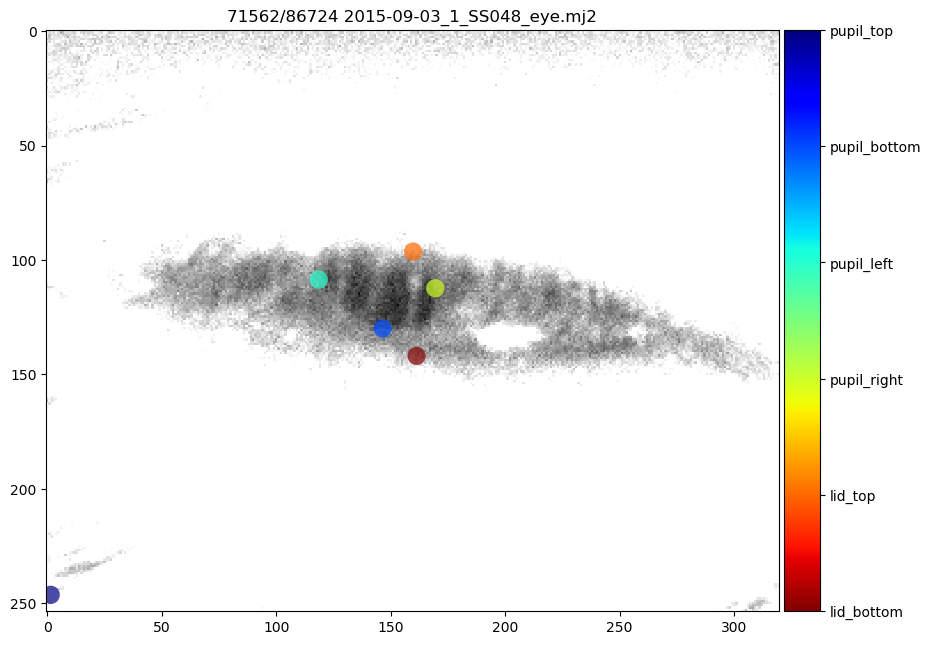 71562/86724 2015-09-03_1_SS048_eye.mj2
0
50
100
150
200
250
0 50 100 150 200 250 300
pupil_top
pupil_bottom
pupil_left
pupil_right
lid_top
lid_bottom